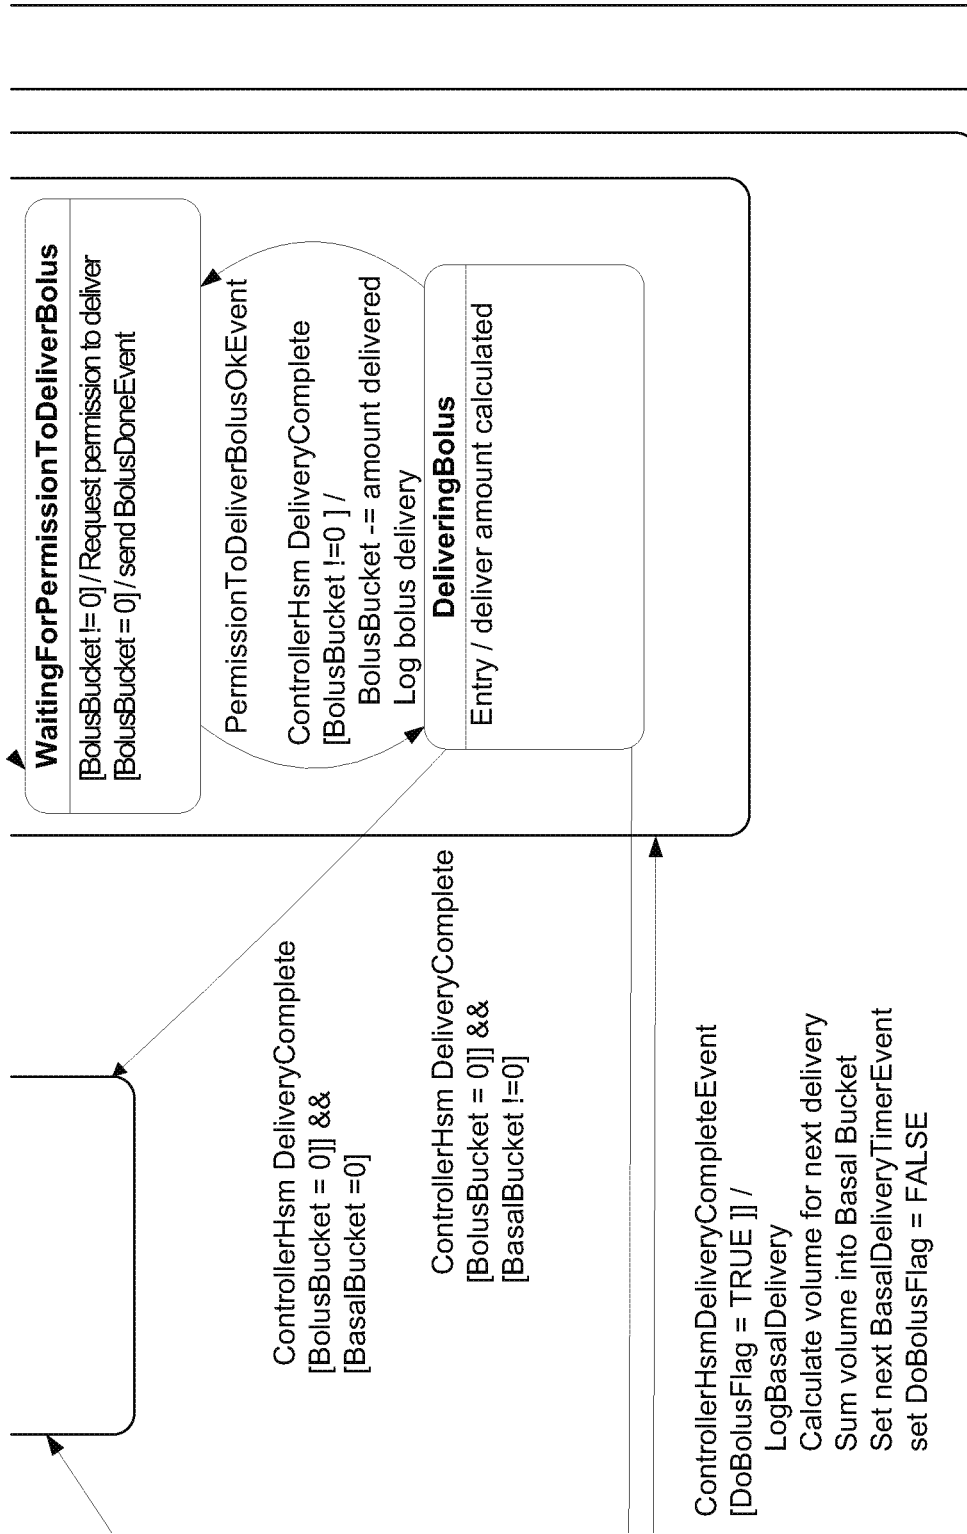 WaitingForPermissionToDeliverBolus
[BolusBucket != 0] / Request permission to deliver
[BolusBucket = 0] / send BolusDoneEvent
PermissionToDeliverBolusOkEvent
ControllerHsm DeliveryComplete
[BolusBucket !=0 ] /
BolusBucket -= amount delivered
Log bolus delivery
DeliveringBolus
Entry / deliver amount calculated
ControllerHsm DeliveryComplete
[BolusBucket = 0]] &&
[BasalBucket =0]
ControllerHsm DeliveryComplete
[BolusBucket = 0]] &&
[BasalBucket !=0]
ControllerHsmDeliveryCompleteEvent
[DoBolusFlag = TRUE ]] /
LogBasalDelivery
Calculate volume for next delivery
Sum volume into Basal Bucket
Set next BasalDeliveryTimerEvent
set DoBolusFlag = FALSE